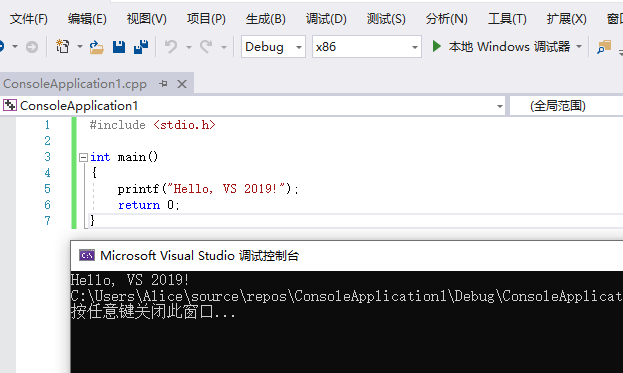 文件(F) 编辑(E) 视图(V) 项目(P) 生成(B) 调试(D) 测试(S) 分析(N) 工具(T) 扩展(X)
Debug x86 本地 Windows 调试器
ConsoleApplication1.cpp
ConsoleApplication1 (全局范围)
1 #include <stdio.h>
2
3 int main()
4 {
5 printf("Hello, VS 2019!");
6 return 0;
7 }
C:\ Microsoft Visual Studio 调试控制台
Hello, VS 2019!
C:\Users\Alice\source\repos\ConsoleApplication1\Debug\ConsoleApplicat
按任意键关闭此窗口...